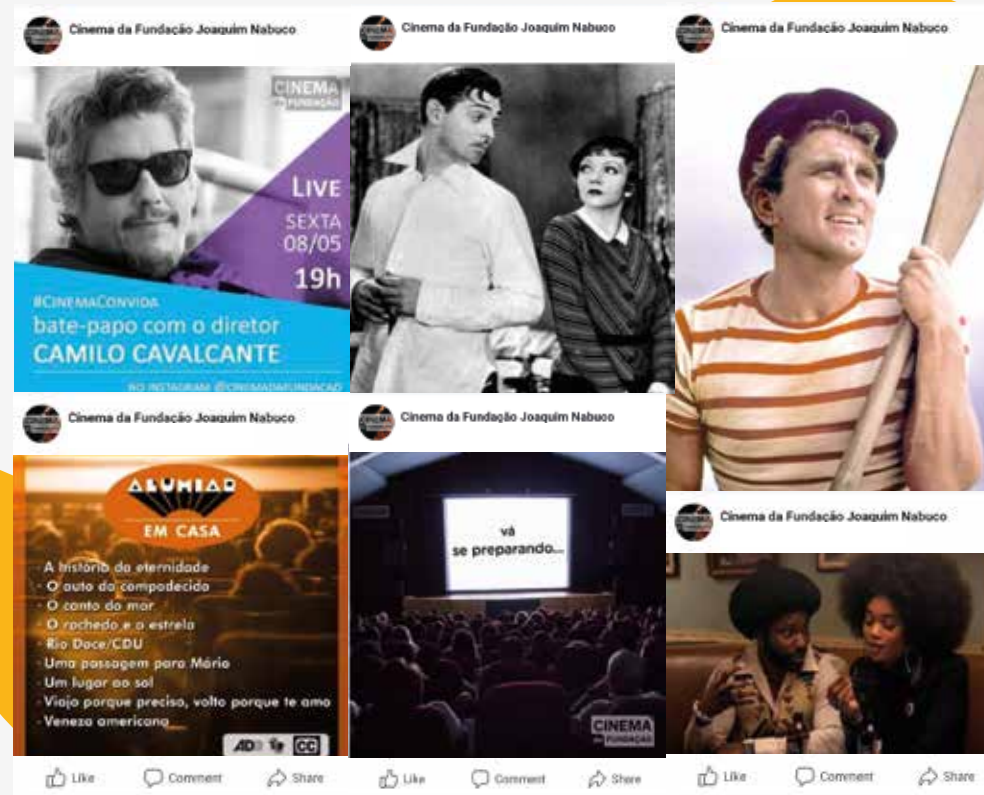 Cinema da Fundação Joaquim Nabuco
CINEMA
da FUNDAÇÃO
LIVE
SEXTA
08/05
19h
#CINEMACONVIDA
bate-papo com o diretor
CAMILO CAVALCANTE
NO INSTAGRAM @CINEMADAFUNDACAO
Cinema da Fundação Joaquim Nabuco
Cinema da Fundação Joaquim Nabuco
Cinema da Fundação Joaquim Nabuco
ALUMIAR
EM CASA
- A história da eternidade
- O auto da compadecida
- O canto do mar
- O rochedo e a estrela
- Rio Doce/CDU
- Uma passagem para Mário
- Um lugar ao sol
- Viajo porque preciso, volto porque te amo
- Veneza americana
AD CC
Like Comment Share
Cinema da Fundação Joaquim Nabuco
vá
se preparando...
CINEMA
da FUNDAÇÃO
Like Comment Share
Cinema da Fundação Joaquim Nabuco
Like Comment Share